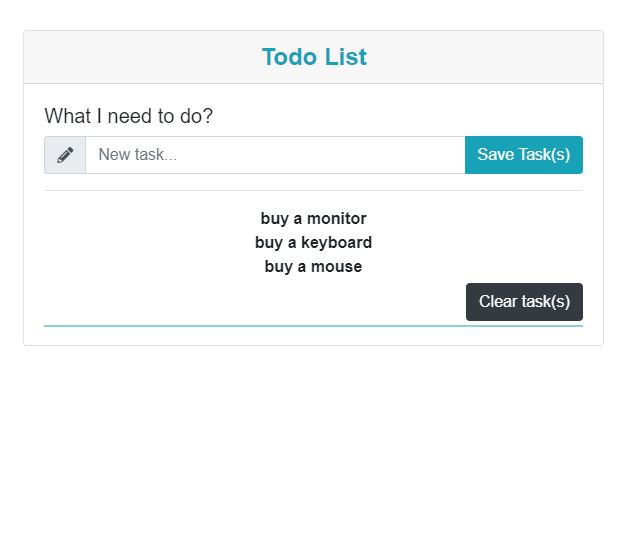 Todo List
What I need to do?
New task...
Save Task(s)
buy a monitor
buy a keyboard
buy a mouse
Clear task(s)